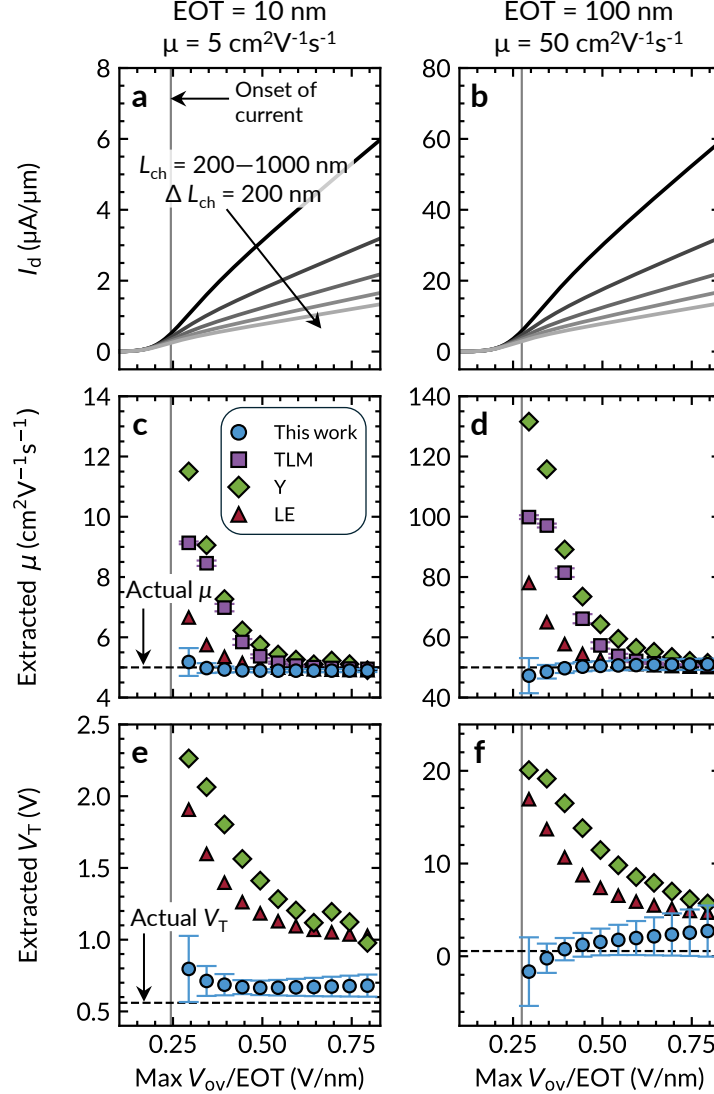 EOT = 10 nm
μ = 5 cm²V⁻¹s⁻¹
EOT = 100 nm
μ = 50 cm²V⁻¹s⁻¹
a
Onset of
current
L_ch = 200–1000 nm
Δ L_ch = 200 nm
I_d (μA/μm)
8
6
4
2
0
b
80
60
40
20
0
c
This work
TLM
Y
LE
Actual μ
Extracted μ (cm²V⁻¹s⁻¹)
14
12
10
8
6
4
d
140
120
100
80
60
40
e
Actual V_T
Extracted V_T (V)
2.5
2.0
1.5
1.0
0.5
0.25 0.50 0.75
Max V_ov/EOT (V/nm)
f
20
10
0
0.25 0.50 0.75
Max V_ov/EOT (V/nm)